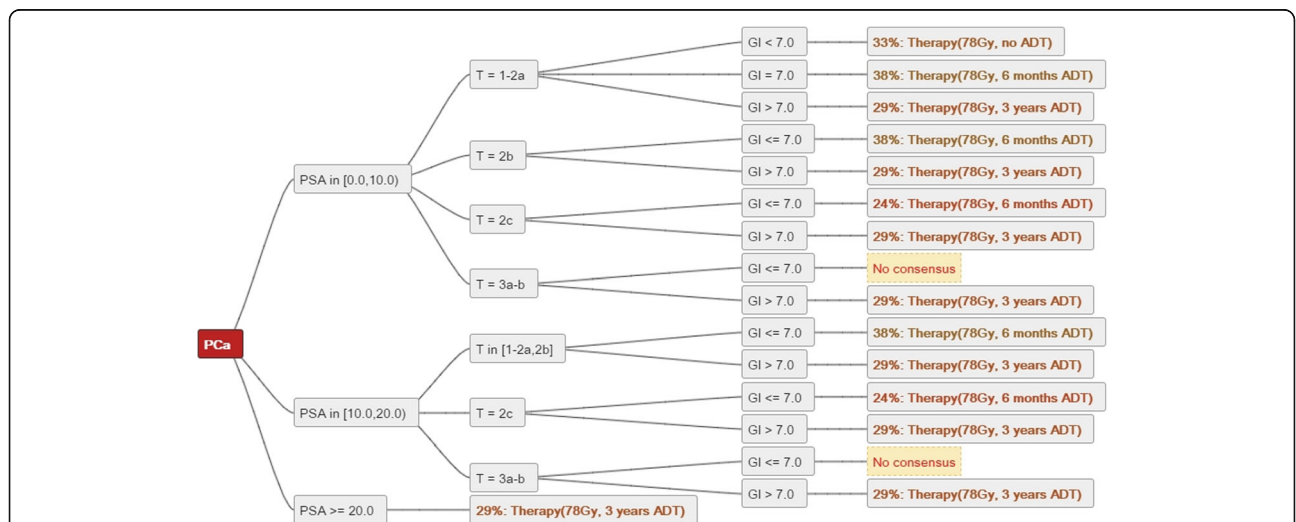 GI < 7.0
33%: Therapy(78Gy, no ADT)
T = 1-2a
GI = 7.0
38%: Therapy(78Gy, 6 months ADT)
GI > 7.0
29%: Therapy(78Gy, 3 years ADT)
GI <= 7.0
38%: Therapy(78Gy, 6 months ADT)
T = 2b
GI > 7.0
29%: Therapy(78Gy, 3 years ADT)
PSA in [0.0,10.0)
GI <= 7.0
24%: Therapy(78Gy, 6 months ADT)
T = 2c
GI > 7.0
29%: Therapy(78Gy, 3 years ADT)
GI <= 7.0
No consensus
T = 3a-b
GI > 7.0
29%: Therapy(78Gy, 3 years ADT)
PCa
GI <= 7.0
38%: Therapy(78Gy, 6 months ADT)
T in [1-2a,2b]
GI > 7.0
29%: Therapy(78Gy, 3 years ADT)
PSA in [10.0,20.0)
GI <= 7.0
24%: Therapy(78Gy, 6 months ADT)
T = 2c
GI > 7.0
29%: Therapy(78Gy, 3 years ADT)
GI <= 7.0
No consensus
T = 3a-b
GI > 7.0
29%: Therapy(78Gy, 3 years ADT)
PSA >= 20.0
29%: Therapy(78Gy, 3 years ADT)